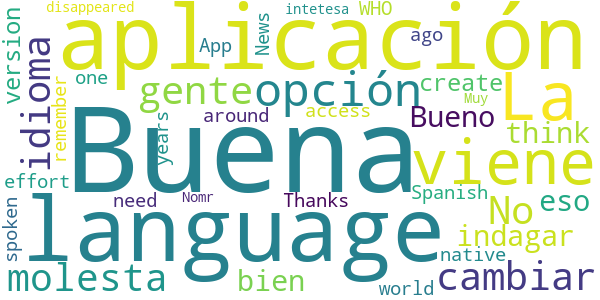 disappeared
intetesa
WHO
aplicación
version
idioma
App
News
ago
one
remember
gente
opción
create
La
access
years
around
Bueno
think
Buena
viene
effort
need
Nomr
Thanks
Spanish
Muy
No
eso
spoken
language
indagar
native
molesta
bien
world
cambiar